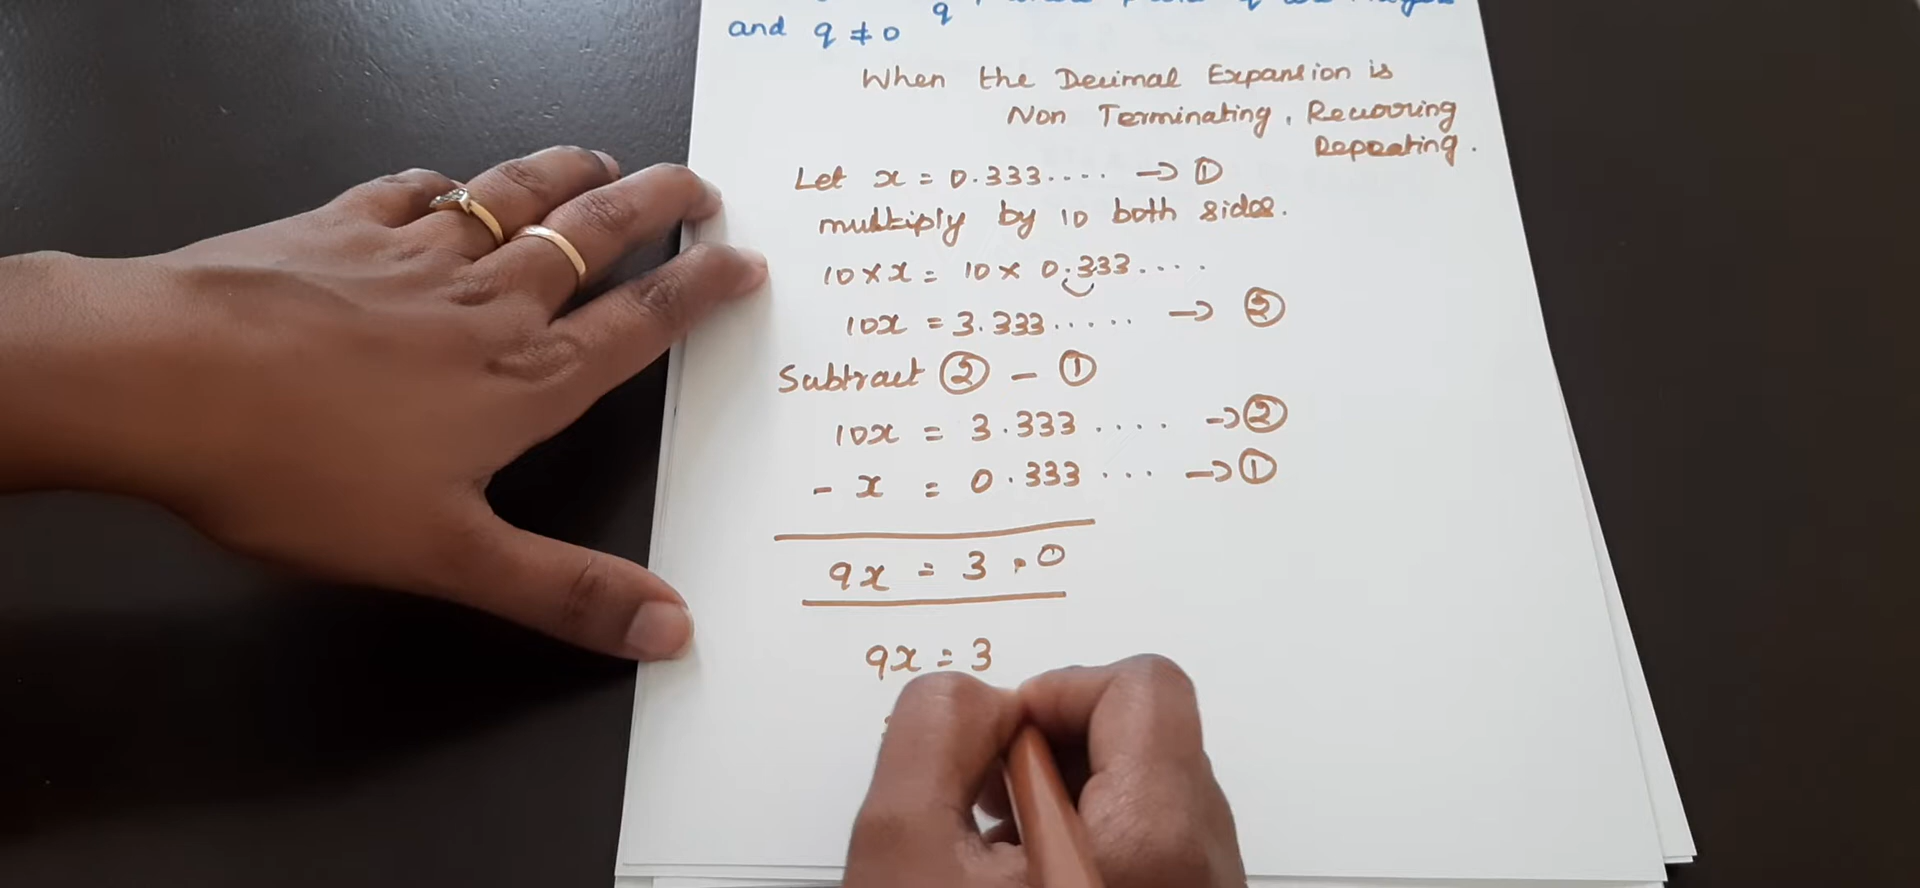 q
and q ≠ 0
When the Decimal Expansion is
Non Terminating, Recurring
Repeating.
Let x = 0.333.... → ①
multiply by 10 both sides.
10 × x = 10 × 0.333....
10x = 3.333..... → ②
Subtract ② - ①
10x = 3.333.... → ②
- x = 0.333... → ①
9x = 3.0
9x = 3